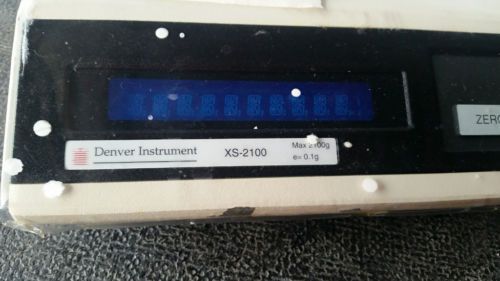 Denver Instrument XS-2100 Max 2100g
e= 0.1g
ZERO